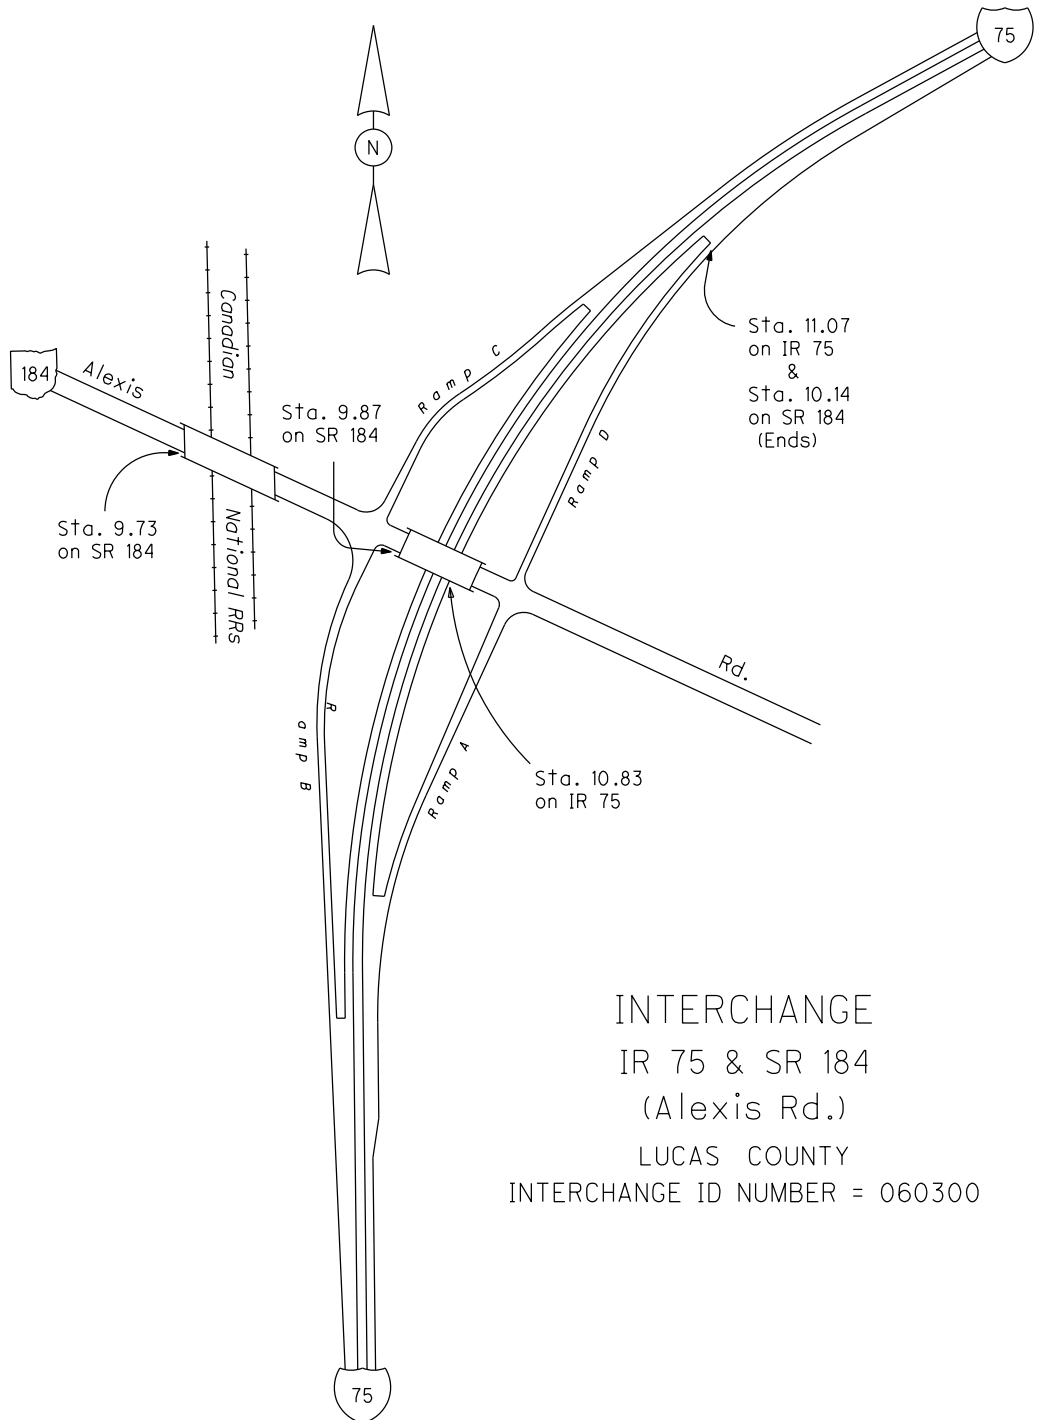 75
N
Canadian
National RRs
184
Alexis
Ramp C
Sta. 9.87
on SR 184
Sta. 11.07
on IR 75
&
Sta. 10.14
on SR 184
(Ends)
Ramp D
Sta. 9.73
on SR 184
Rd.
Ramp B
Ramp A
Sta. 10.83
on IR 75
INTERCHANGE
IR 75 & SR 184
(Alexis Rd.)
LUCAS COUNTY
INTERCHANGE ID NUMBER = 060300
75